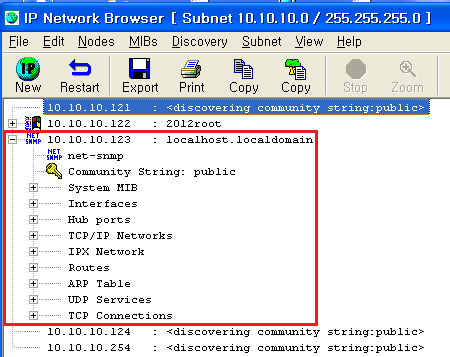 IP Network Browser [ Subnet 10.10.10.0 / 255.255.255.0 ]
File Edit Nodes MIBs Discovery Subnet View Help
IP
New Restart Export Print Copy Copy Stop Zoom
10.10.10.121 : <discovering community string:public>
10.10.10.122 : 2012root
NET SNMP 10.10.10.123 : localhost.localdomain
NET SNMP net-snmp
Community String: public
System MIB
Interfaces
Hub ports
TCP/IP Networks
IPX Network
Routes
ARP Table
UDP Services
TCP Connections
10.10.10.124 : <discovering community string:public>
10.10.10.254 : <discovering community string:public>